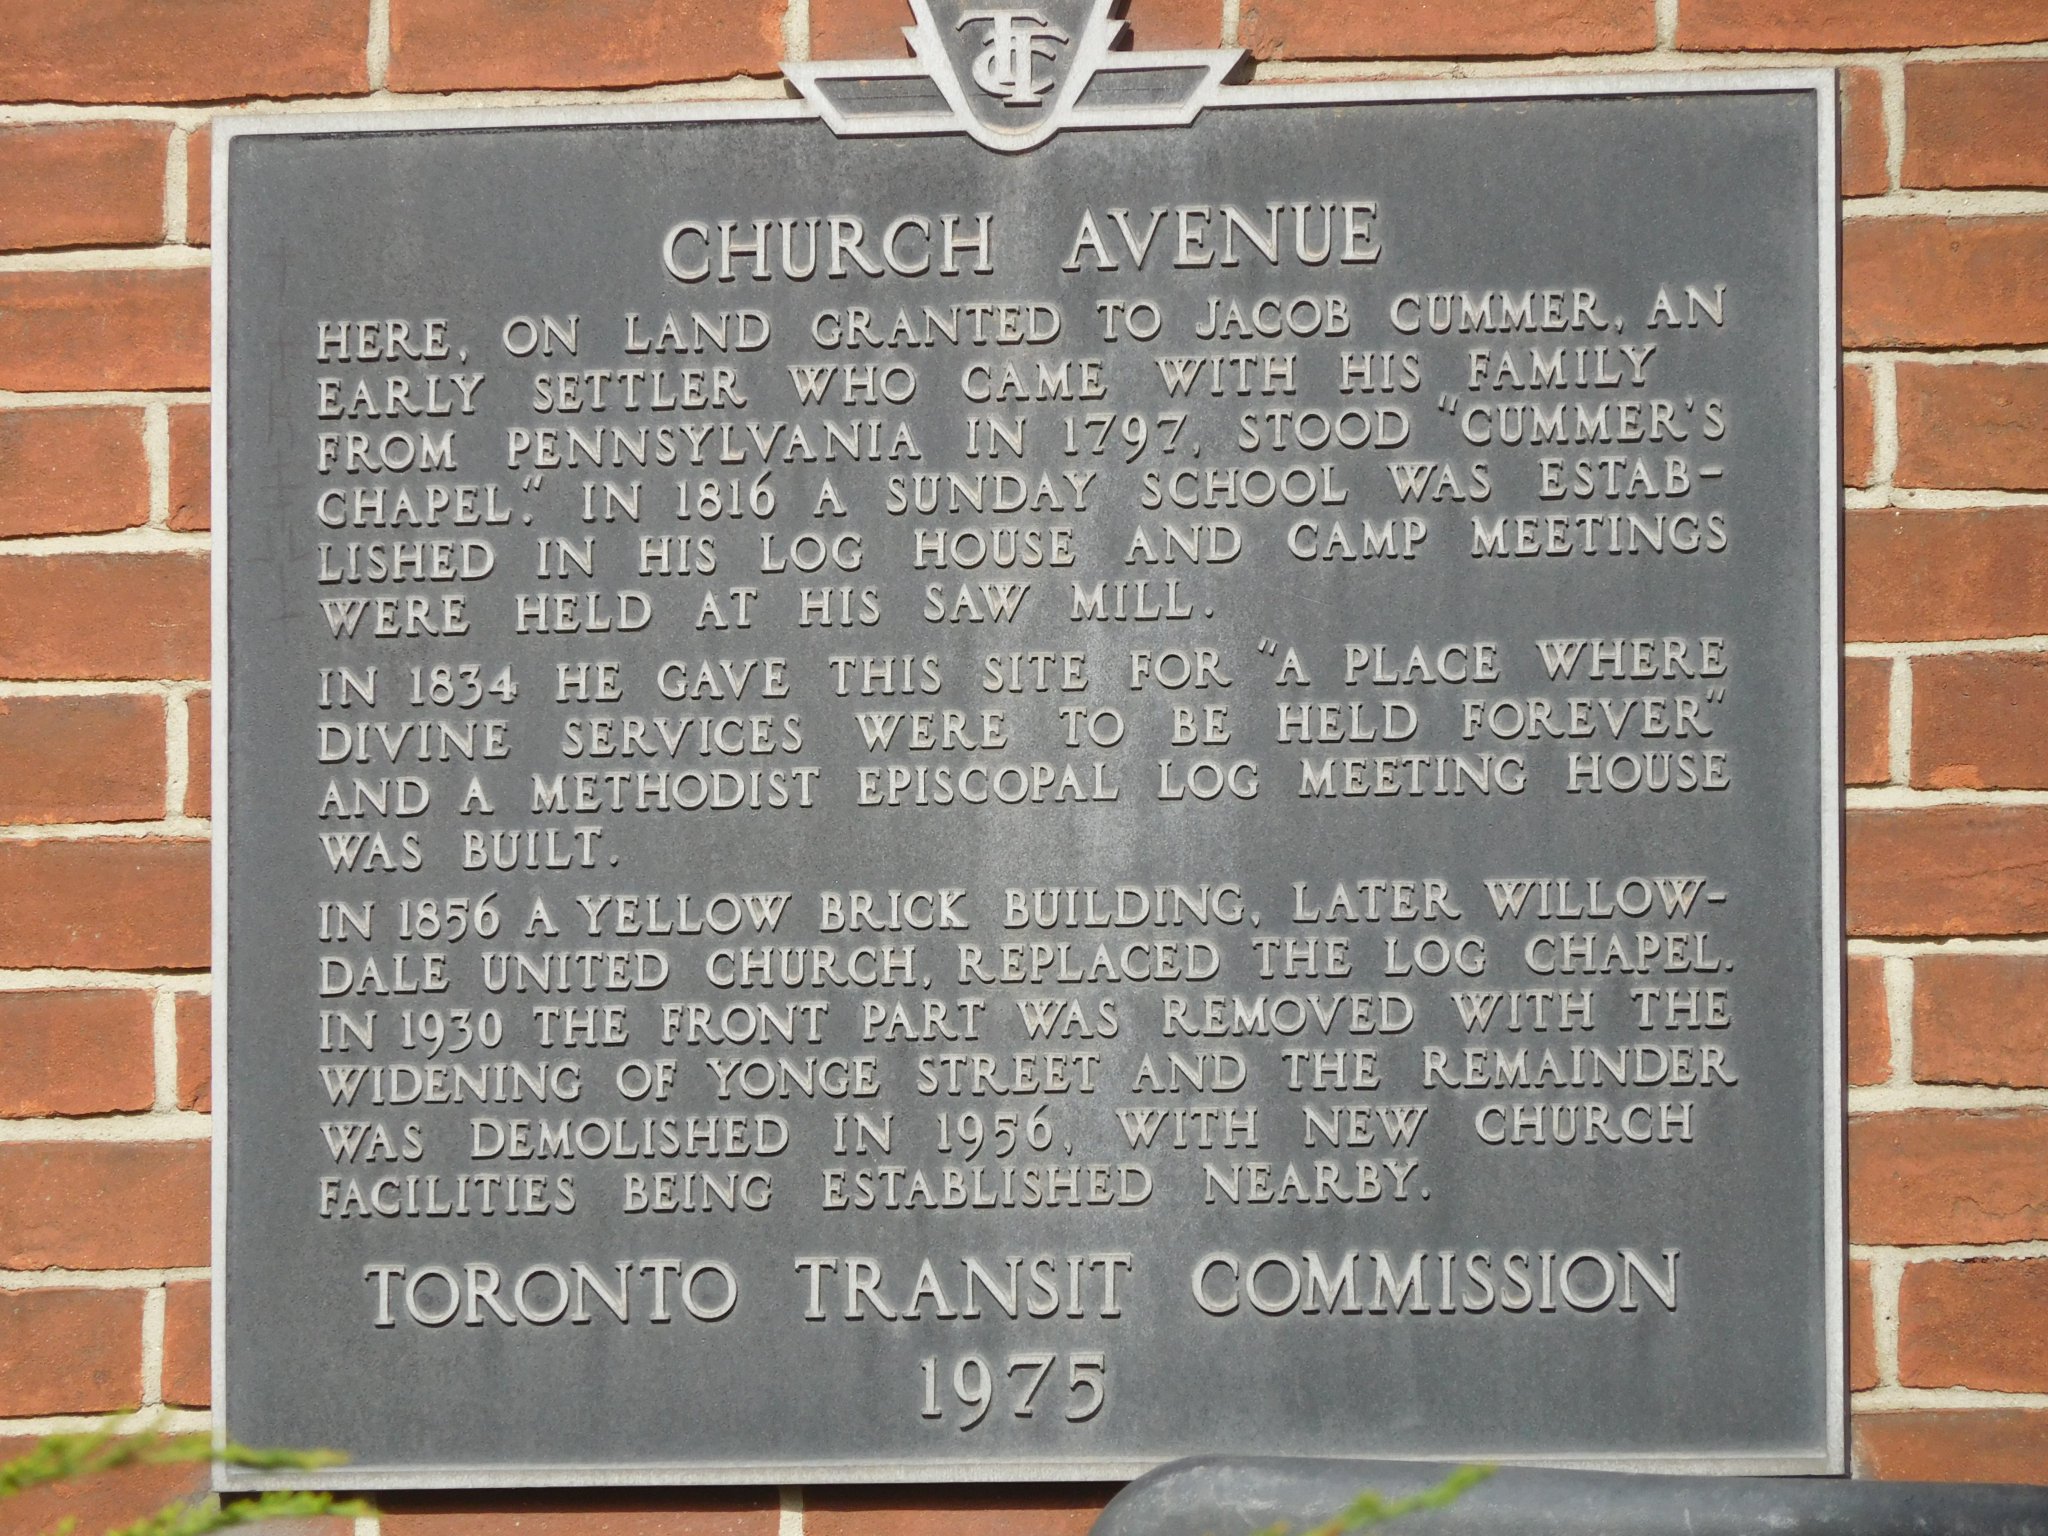 TTC
CHURCH AVENUE
HERE, ON LAND GRANTED TO JACOB CUMMER, AN
EARLY SETTLER WHO CAME WITH HIS FAMILY
FROM PENNSYLVANIA IN 1797, STOOD "CUMMER'S
CHAPEL." IN 1816 A SUNDAY SCHOOL WAS ESTAB-
LISHED IN HIS LOG HOUSE AND CAMP MEETINGS
WERE HELD AT HIS SAW MILL.
IN 1834 HE GAVE THIS SITE FOR "A PLACE WHERE
DIVINE SERVICES WERE TO BE HELD FOREVER"
AND A METHODIST EPISCOPAL LOG MEETING HOUSE
WAS BUILT.
IN 1856 A YELLOW BRICK BUILDING, LATER WILLOW-
DALE UNITED CHURCH, REPLACED THE LOG CHAPEL.
IN 1930 THE FRONT PART WAS REMOVED WITH THE
WIDENING OF YONGE STREET AND THE REMAINDER
WAS DEMOLISHED IN 1956, WITH NEW CHURCH
FACILITIES BEING ESTABLISHED NEARBY.
TORONTO TRANSIT COMMISSION
1975